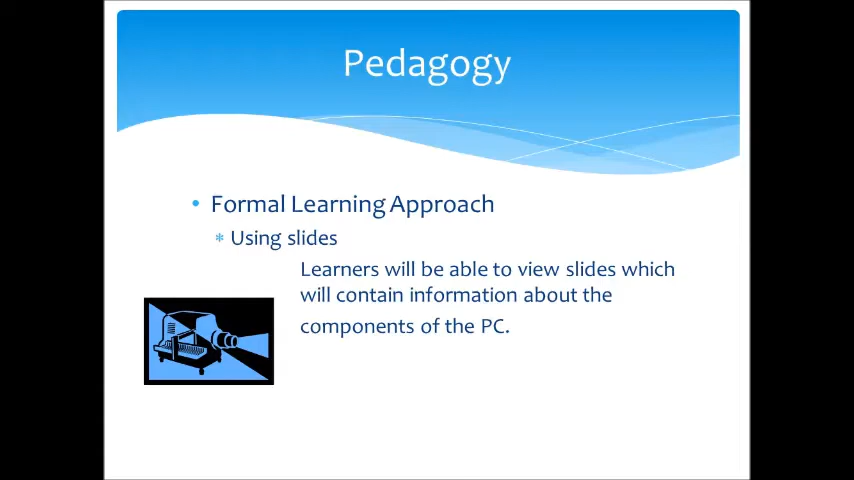 Pedagogy
• Formal Learning Approach
* Using slides
Learners will be able to view slides which
will contain information about the
components of the PC.